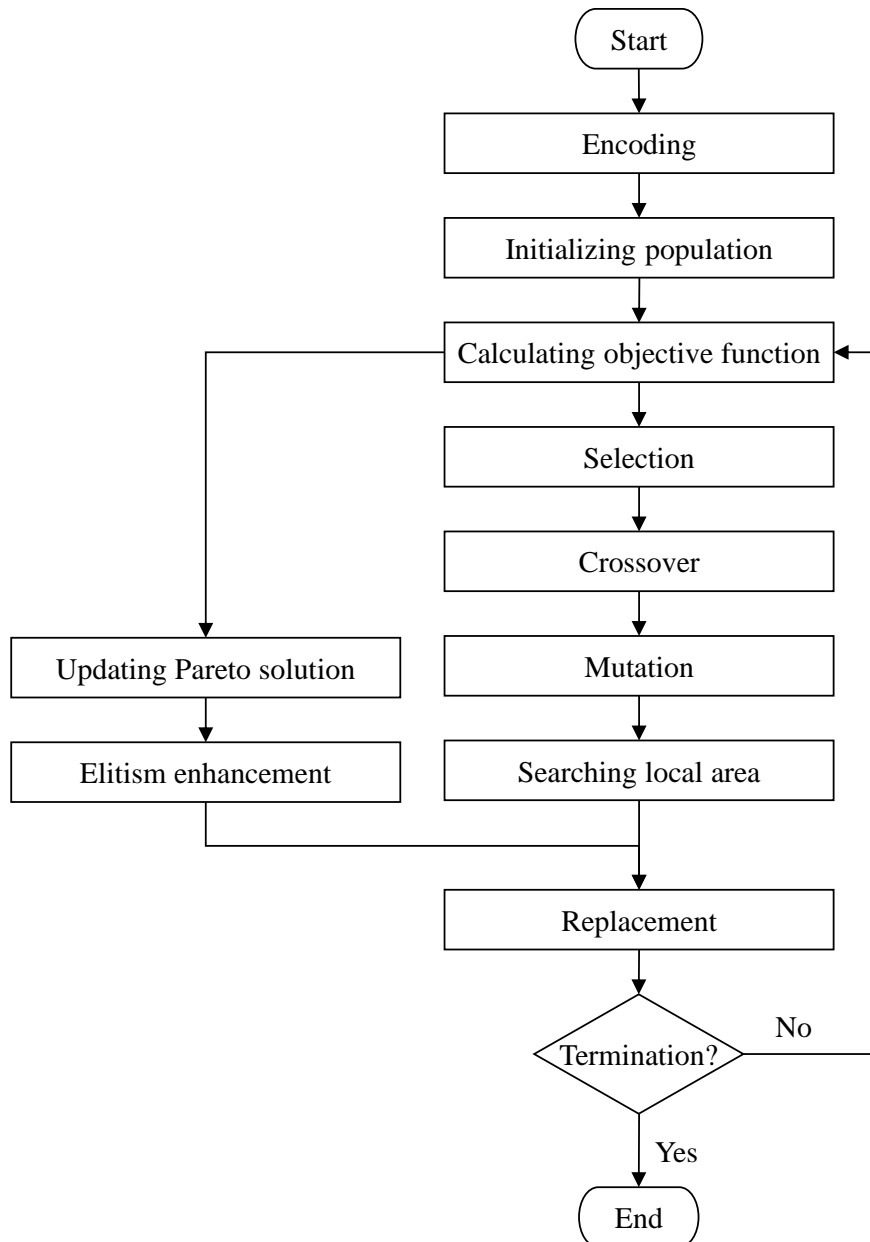 Start
Encoding
Initializing population
Calculating objective function
Selection
Crossover
Updating Pareto solution
Mutation
Elitism enhancement
Searching local area
Replacement
Termination?
No
Yes
End